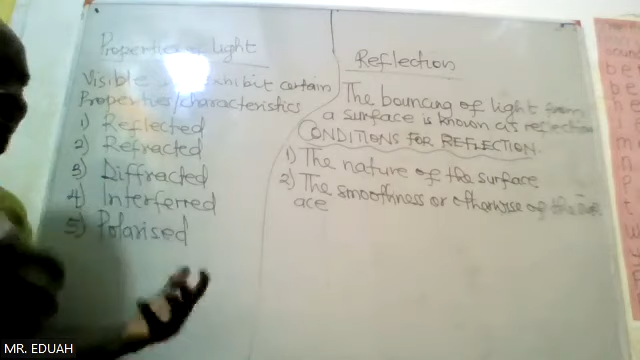 Properties of light
Visible exhibit certain
Properties/characteristics
1) Reflected
2) Refracted
3) Diffracted
4) Interferred
5) Polarised
Reflection
The bouncing of light from
a surface is known as reflection
CONDITIONS FOR REFLECTION.
1) The nature of the surface
2) The smoothness or otherwise of the
ace
MR. EDUAH